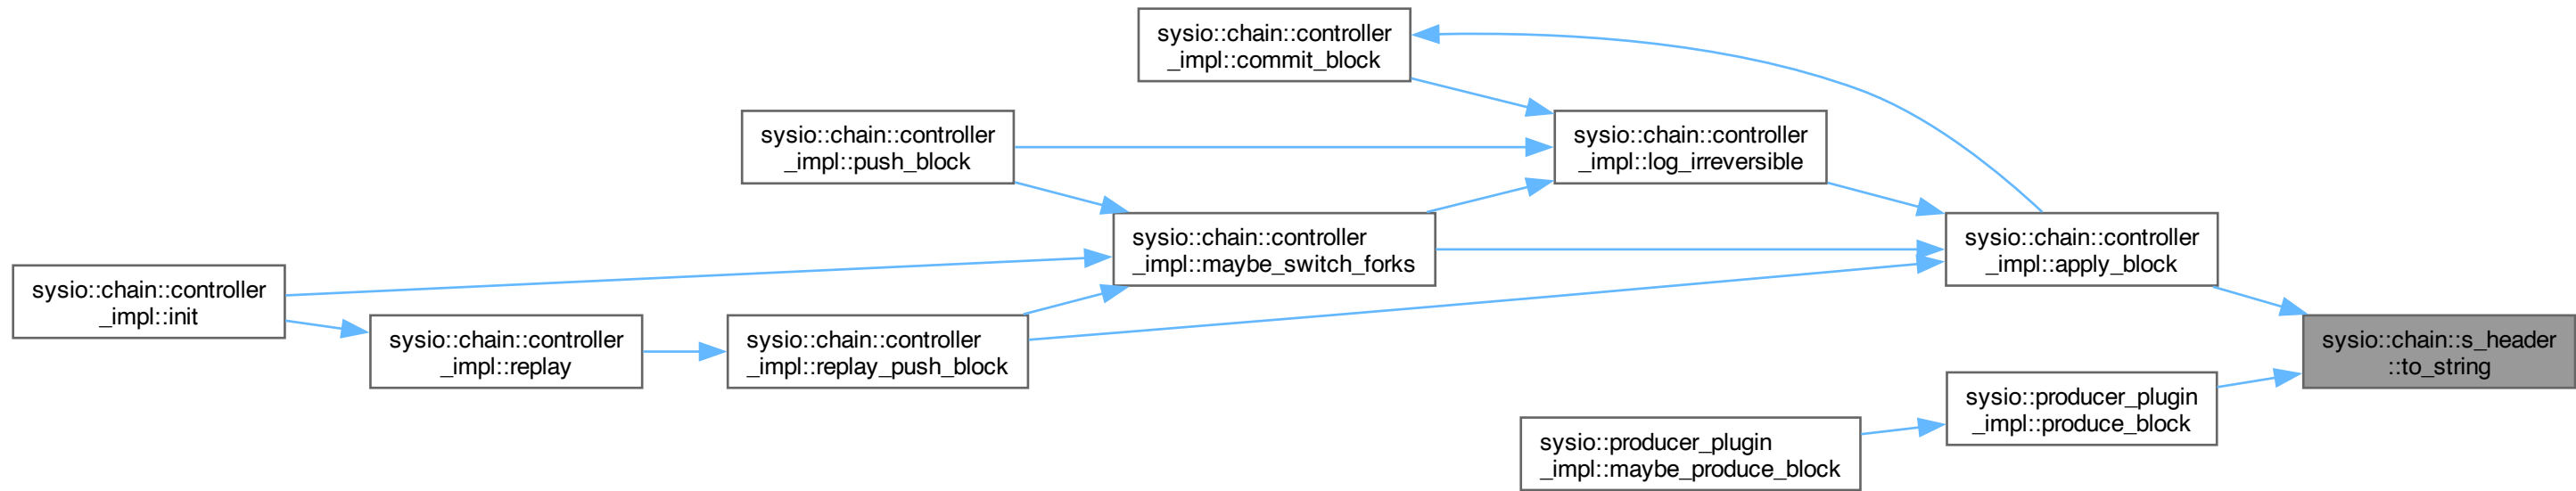 sysio::chain::controller
_impl::commit_block
sysio::chain::controller
_impl::push_block
sysio::chain::controller
_impl::log_irreversible
sysio::chain::controller
_impl::maybe_switch_forks
sysio::chain::controller
_impl::apply_block
sysio::chain::controller
_impl::init
sysio::chain::controller
_impl::replay
sysio::chain::controller
_impl::replay_push_block
sysio::chain::s_header
::to_string
sysio::producer_plugin
_impl::produce_block
sysio::producer_plugin
_impl::maybe_produce_block